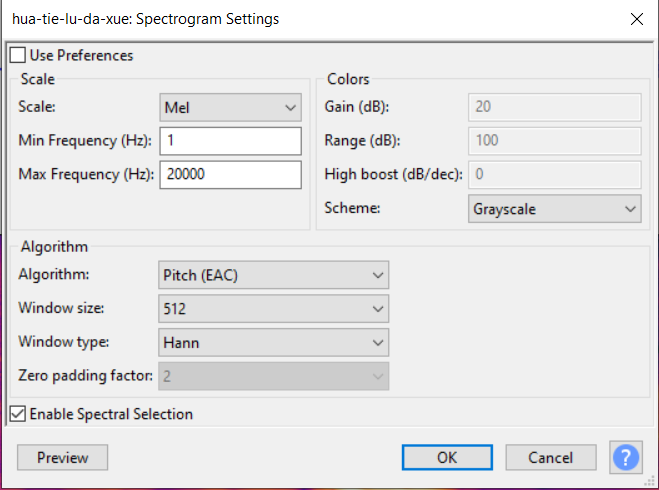 hua-tie-lu-da-xue: Spectrogram Settings
Use Preferences
Scale
Scale: Mel
Min Frequency (Hz): 1
Max Frequency (Hz): 20000
Colors
Gain (dB): 20
Range (dB): 100
High boost (dB/dec): 0
Scheme: Grayscale
Algorithm
Algorithm: Pitch (EAC)
Window size: 512
Window type: Hann
Zero padding factor: 2
Enable Spectral Selection
Preview OK Cancel ?